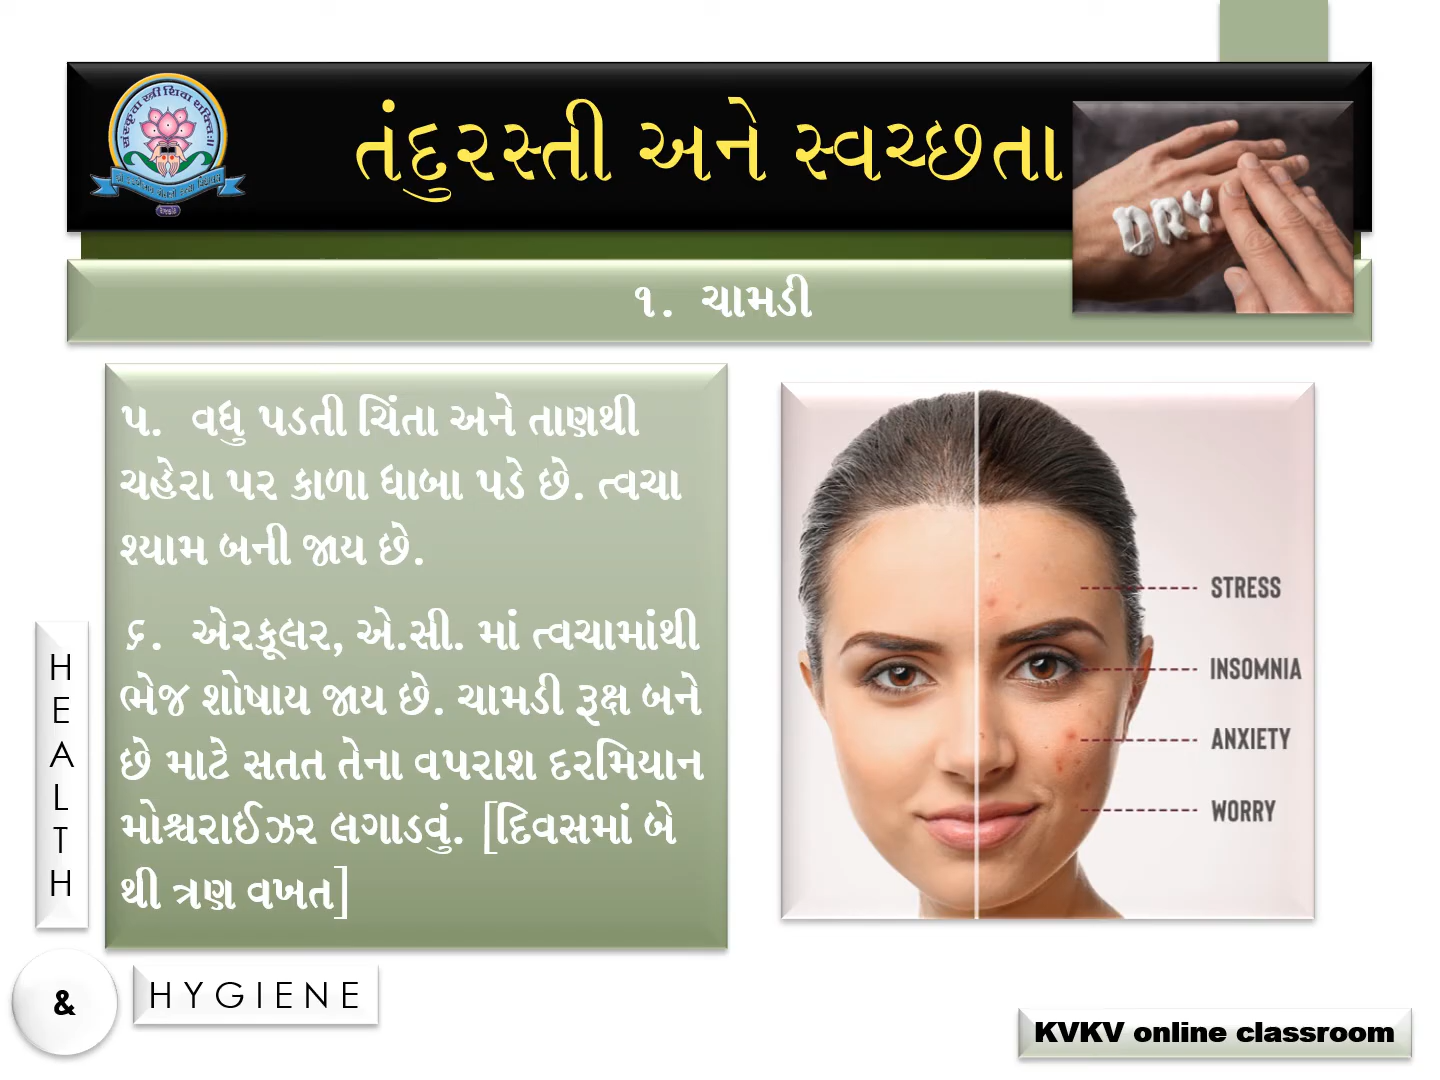 સંસ્કૃતા સ્ત્રી શિવા શક્તિઃ
તંદુરસ્તી અને સ્વચ્છતા
DRY
૧. ચામડી
૫. વધુ પડતી ચિંતા અને તાણથી
ચહેરા પર કાળા ધાબા પડે છે. ત્વચા
શ્યામ બની જાય છે.
૬. એરકૂલર, એ.સી. માં ત્વચામાંથી
ભેજ શોષાય જાય છે. ચામડી રૂક્ષ બને
છે માટે સતત તેના વપરાશ દરમિયાન
મોશ્ચરાઈઝર લગાડવું. [દિવસમાં બે
થી ત્રણ વખત]
STRESS
INSOMNIA
ANXIETY
WORRY
HEALTH
&
HYGIENE
KVKV online classroom